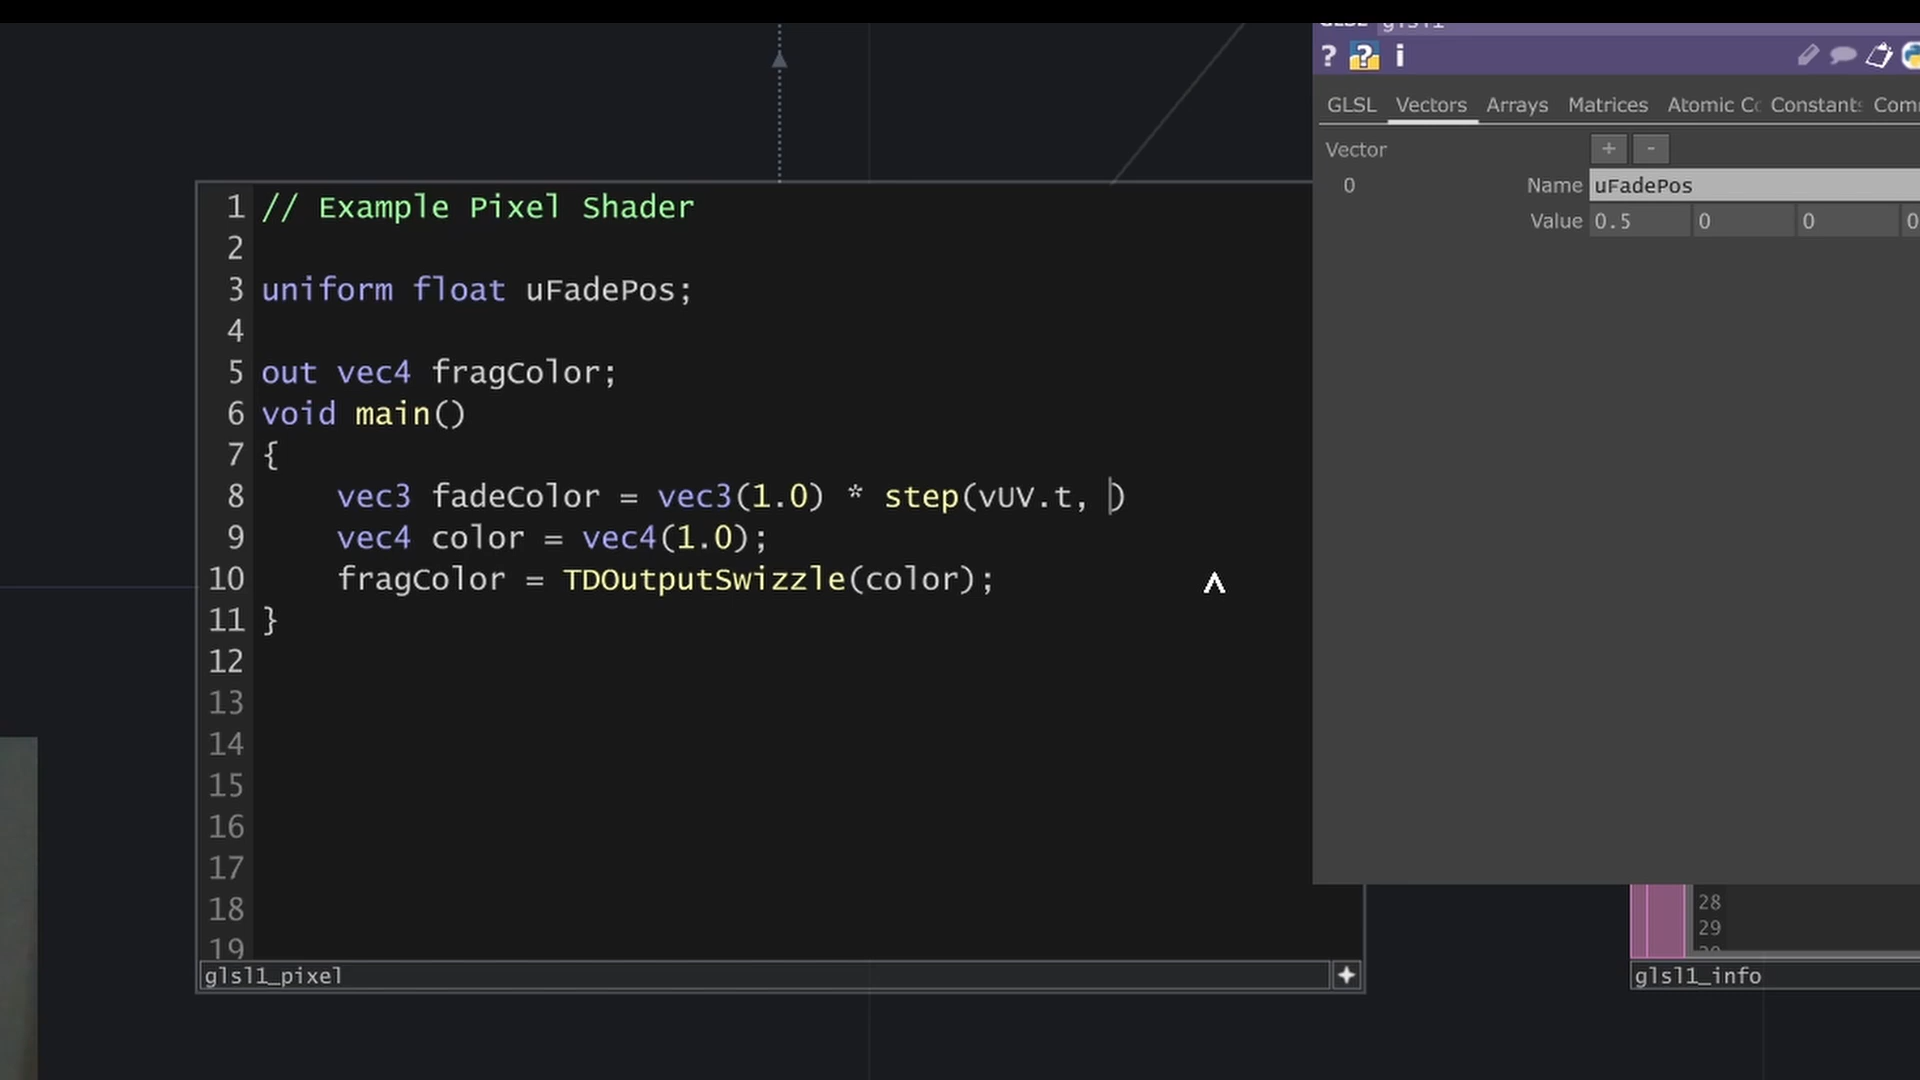 1 // Example Pixel Shader
2
3 uniform float uFadePos;
4
5 out vec4 fragColor;
6 void main()
7 {
8 vec3 fadeColor = vec3(1.0) * step(vUV.t, )
9 vec4 color = vec4(1.0);
10 fragColor = TDOutputSwizzle(color);
11 }
12
13
14
15
16
17
18
19
glsl1_pixel
glsl1
? ? i
GLSL Vectors Arrays Matrices Atomic Co Constants Com
Vector + -
0 Name uFadePos
Value 0.5 0 0 0
28
29
glsl1_info